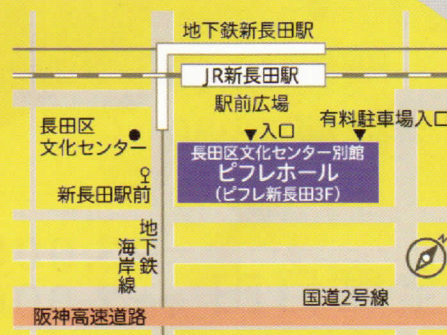 地下鉄新長田駅
JR新長田駅
駅前広場
▼入口
有料駐車場入口
▼
長田区
文化センター
長田区文化センター別館
ピフレホール
(ピフレ新長田3F)
新長田駅前
地下鉄
海岸線
N
国道2号線
阪神高速道路